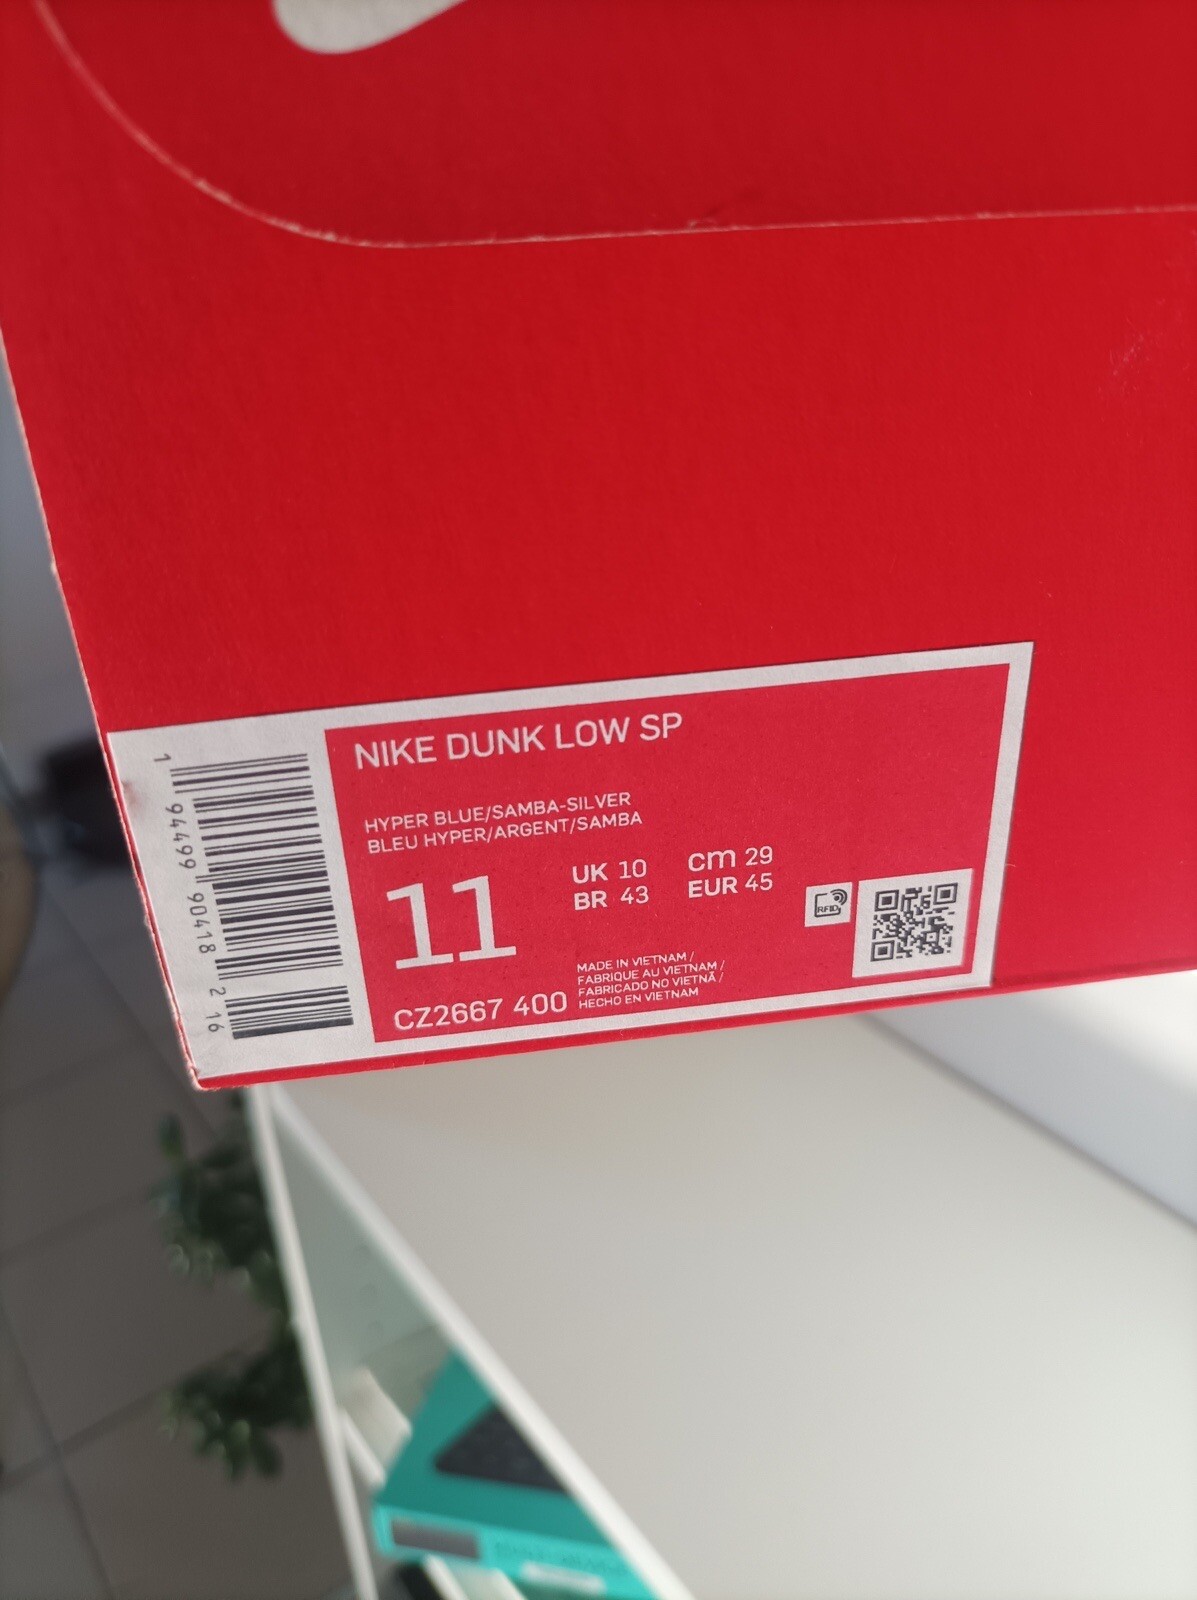 NIKE DUNK LOW SP
HYPER BLUE/SAMBA-SILVER
BLEU HYPER/ARGENT/SAMBA
11
UK 10
BR 43
cm 29
EUR 45
RFID
CZ2667 400
MADE IN VIETNAM /
FABRIQUE AU VIETNAM /
FABRICADO NO VIETNÃ /
HECHO EN VIETNAM
1 94499 90418 2 16